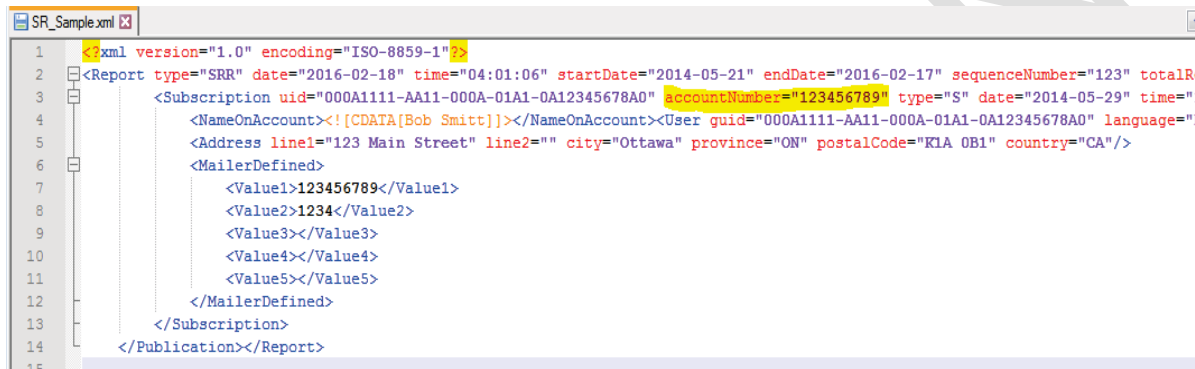 SR_Sample.xml
1 <?xml version="1.0" encoding="ISO-8859-1"?>
2 <Report type="SRR" date="2016-02-18" time="04:01:06" startDate="2014-05-21" endDate="2016-02-17" sequenceNumber="123"
3 <Subscription uid="000A1111-AA11-000A-01A1-0A12345678A0" accountNumber="123456789" type="S" date="2014-05-29" time="
4 <NameOnAccount><![CDATA[Bob Smitt]]></NameOnAccount><User guid="000A1111-AA11-000A-01A1-0A12345678A0" language="
5 <Address line1="123 Main Street" line2="" city="Ottawa" province="ON" postalCode="K1A 0B1" country="CA"/>
6 <MailerDefined>
7 <Value1>123456789</Value1>
8 <Value2>1234</Value2>
9 <Value3></Value3>
10 <Value4></Value4>
11 <Value5></Value5>
12 </MailerDefined>
13 </Subscription>
14 </Publication></Report>
15